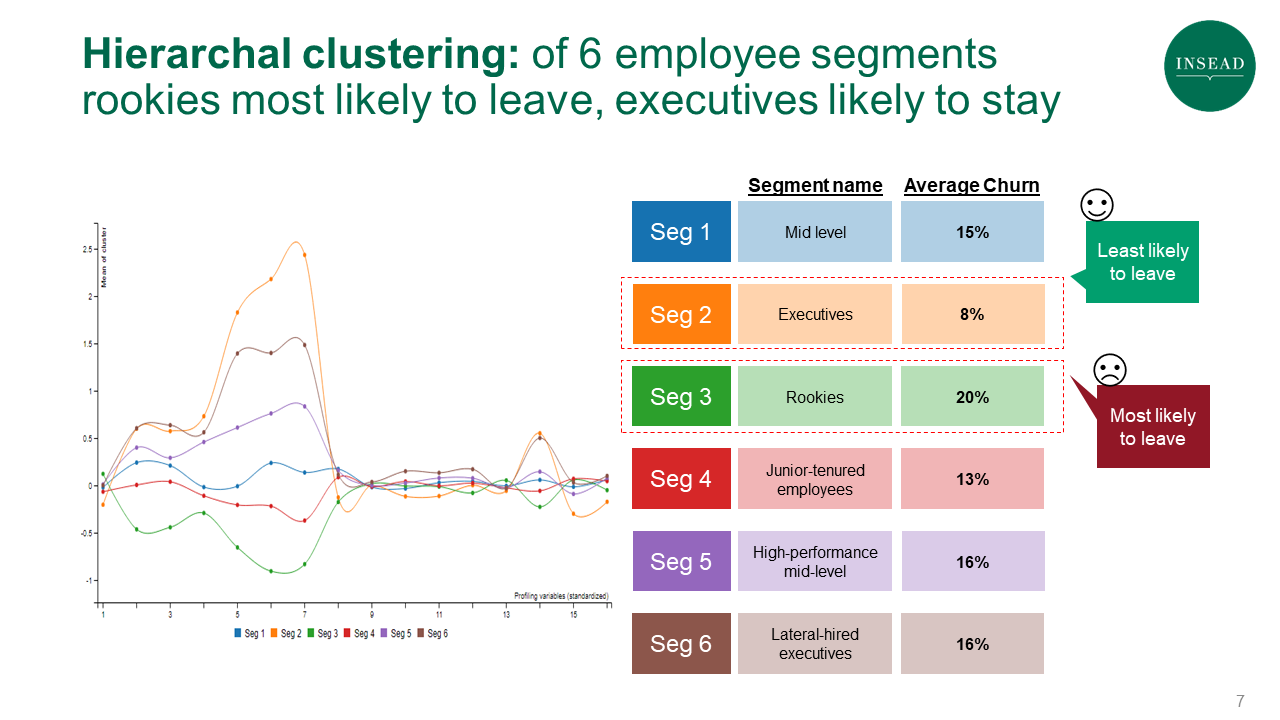 Hierarchal clustering: of 6 employee segments
rookies most likely to leave, executives likely to stay
INSEAD
Mean of cluster
2.5
2
1.5
1
0.5
0
-0.5
-1
Profiling variables (standardized)
1 3 5 7 9 11 13 15
Seg 1 Seg 2 Seg 3 Seg 4 Seg 5 Seg 6
Segment name Average Churn
Seg 1 Mid level 15%
Least likely
to leave
Seg 2 Executives 8%
Seg 3 Rookies 20%
Most likely
to leave
Seg 4 Junior-tenured
employees 13%
Seg 5 High-performance
mid-level 16%
Seg 6 Lateral-hired
executives 16%
7